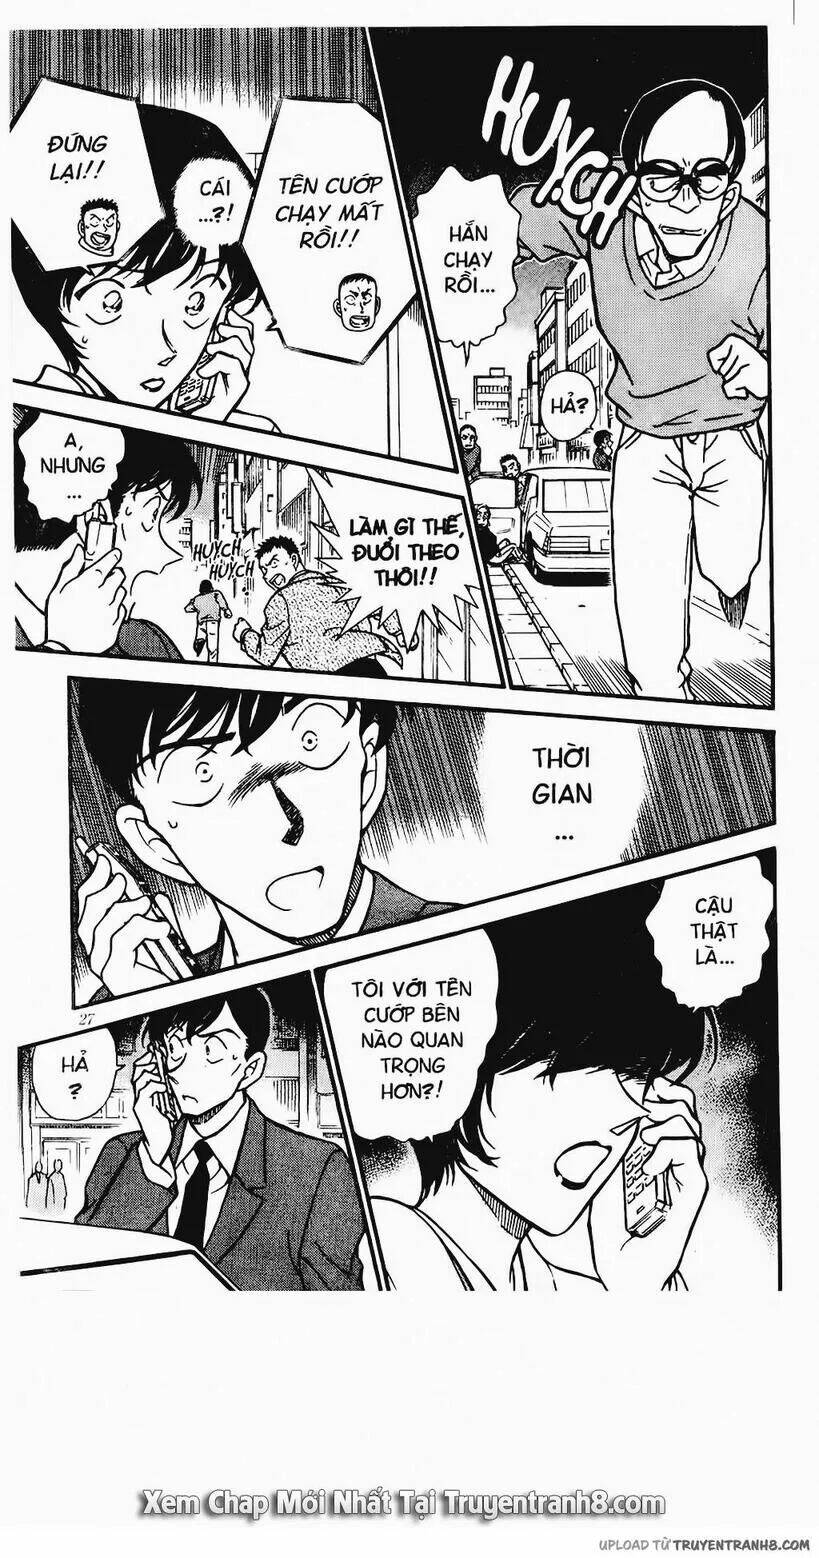 HUỴCH
HẮN
CHẠY
RỒI...
HẢ?
TÊN CƯỚP
CHẠY MẤT
RỒI!!
CÁI
...?!
ĐỨNG
LẠI!!
LÀM GÌ THẾ,
ĐUỔI THEO
THÔI!!
HUỴCH
HUỴCH
A,
NHƯNG
...
THỜI
GIAN
...
CẬU
THẬT
LÀ...
TÔI VỚI TÊN
CƯỚP BÊN
NÀO QUAN
TRỌNG
HƠN?!
27
HẢ
?
Xem Chap Mới Nhất Tại Truyentranh8.com
UPLOAD TỪ TRUYENTRANH8.COM